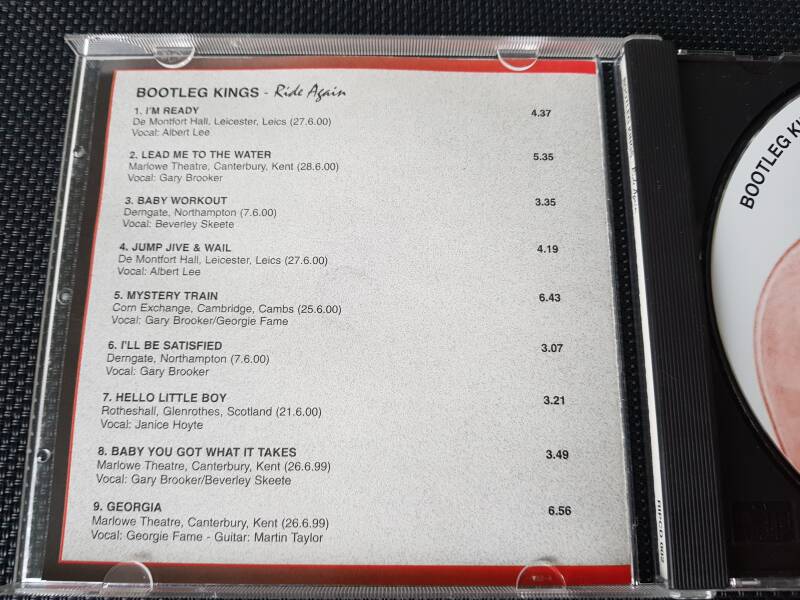 BOOTLEG KINGS - Ride Again
1. I'M READY 4.37
De Montfort Hall, Leicester, Leics (27.6.00)
Vocal: Albert Lee
2. LEAD ME TO THE WATER 5.35
Marlowe Theatre, Canterbury, Kent (28.6.00)
Vocal: Gary Brooker
3. BABY WORKOUT 3.35
Derngate, Northampton (7.6.00)
Vocal: Beverley Skeete
4. JUMP JIVE & WAIL 4.19
De Montfort Hall, Leicester, Leics (27.6.00)
Vocal: Albert Lee
5. MYSTERY TRAIN 6.43
Corn Exchange, Cambridge, Cambs (25.6.00)
Vocal: Gary Brooker/Georgie Fame
6. I'LL BE SATISFIED 3.07
Derngate, Northampton (7.6.00)
Vocal: Gary Brooker
7. HELLO LITTLE BOY 3.21
Rotheshall, Glenrothes, Scotland (21.6.00)
Vocal: Janice Hoyte
8. BABY YOU GOT WHAT IT TAKES 3.49
Marlowe Theatre, Canterbury, Kent (26.6.99)
Vocal: Gary Brooker/Beverley Skeete
9. GEORGIA 6.56
Marlowe Theatre, Canterbury, Kent (26.6.99)
Vocal: Georgie Fame - Guitar: Martin Taylor
BOOTLEG